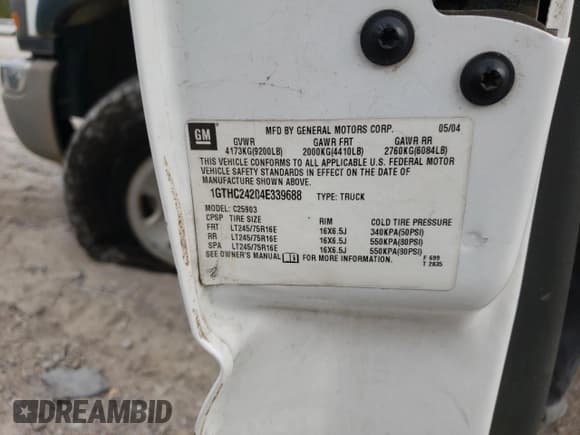 GM
MFD BY GENERAL MOTORS CORP. 05/04
GVWR GAWR FRT GAWR RR
4173KG(9200LB) 2000KG(4410LB) 2760KG(6084LB)
THIS VEHICLE CONFORMS TO ALL APPLICABLE U.S. FEDERAL MOTOR
VEHICLE SAFETY STANDARDS IN EFFECT ON THE DATE OF
MANUFACTURE SHOWN ABOVE.
1GTHC24204E339688 TYPE: TRUCK
MODEL: C25903
CPSP TIRE SIZE RIM COLD TIRE PRESSURE
FRT LT245/75R16E 16X6.5J 340KPA(50PSI)
RR LT245/75R16E 16X6.5J 550KPA(80PSI)
SPA LT245/75R16E 16X6.5J 550KPA(80PSI)
SEE OWNER'S MANUAL FOR MORE INFORMATION.
F 699
T 2035
DREAMBID